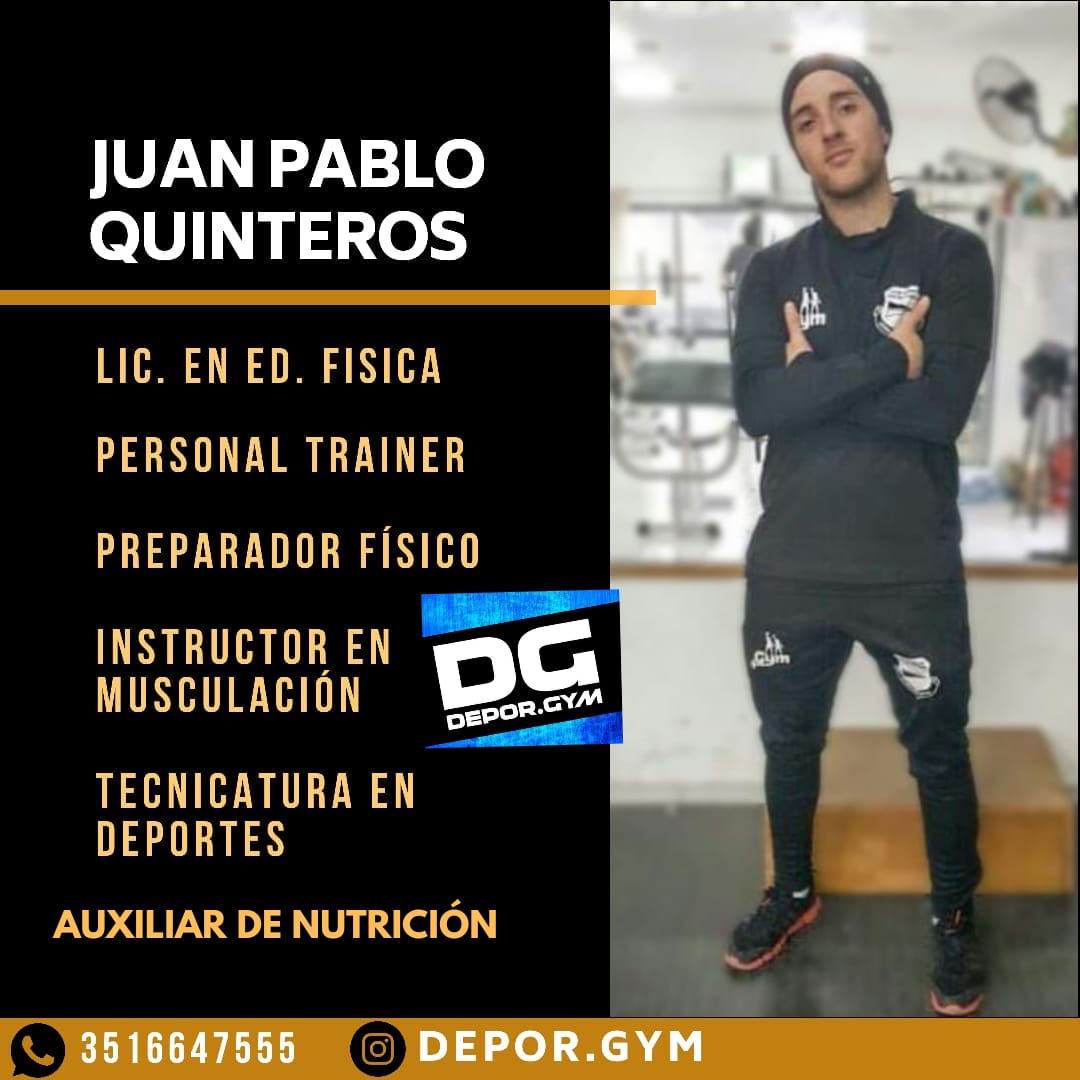 JUAN PABLO
QUINTEROS
LIC. EN ED. FISICA
PERSONAL TRAINER
PREPARADOR FÍSICO
INSTRUCTOR EN
MUSCULACIÓN
DG
DEPOR.GYM
TECNICATURA EN
DEPORTES
AUXILIAR DE NUTRICIÓN
3516647555
DEPOR.GYM